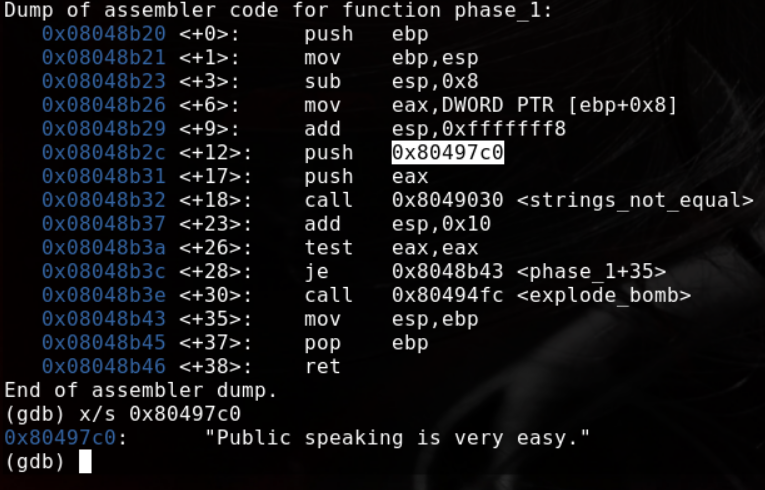 Dump of assembler code for function phase_1:
   0x08048b20 <+0>:     push   ebp
   0x08048b21 <+1>:     mov    ebp,esp
   0x08048b23 <+3>:     sub    esp,0x8
   0x08048b26 <+6>:     mov    eax,DWORD PTR [ebp+0x8]
   0x08048b29 <+9>:     add    esp,0xfffffff8
   0x08048b2c <+12>:    push   0x80497c0
   0x08048b31 <+17>:    push   eax
   0x08048b32 <+18>:    call   0x8049030 <strings_not_equal>
   0x08048b37 <+23>:    add    esp,0x10
   0x08048b3a <+26>:    test   eax,eax
   0x08048b3c <+28>:    je     0x8048b43 <phase_1+35>
   0x08048b3e <+30>:    call   0x80494fc <explode_bomb>
   0x08048b43 <+35>:    mov    esp,ebp
   0x08048b45 <+37>:    pop    ebp
   0x08048b46 <+38>:    ret
End of assembler dump.
(gdb) x/s 0x80497c0
0x80497c0:      "Public speaking is very easy."
(gdb)